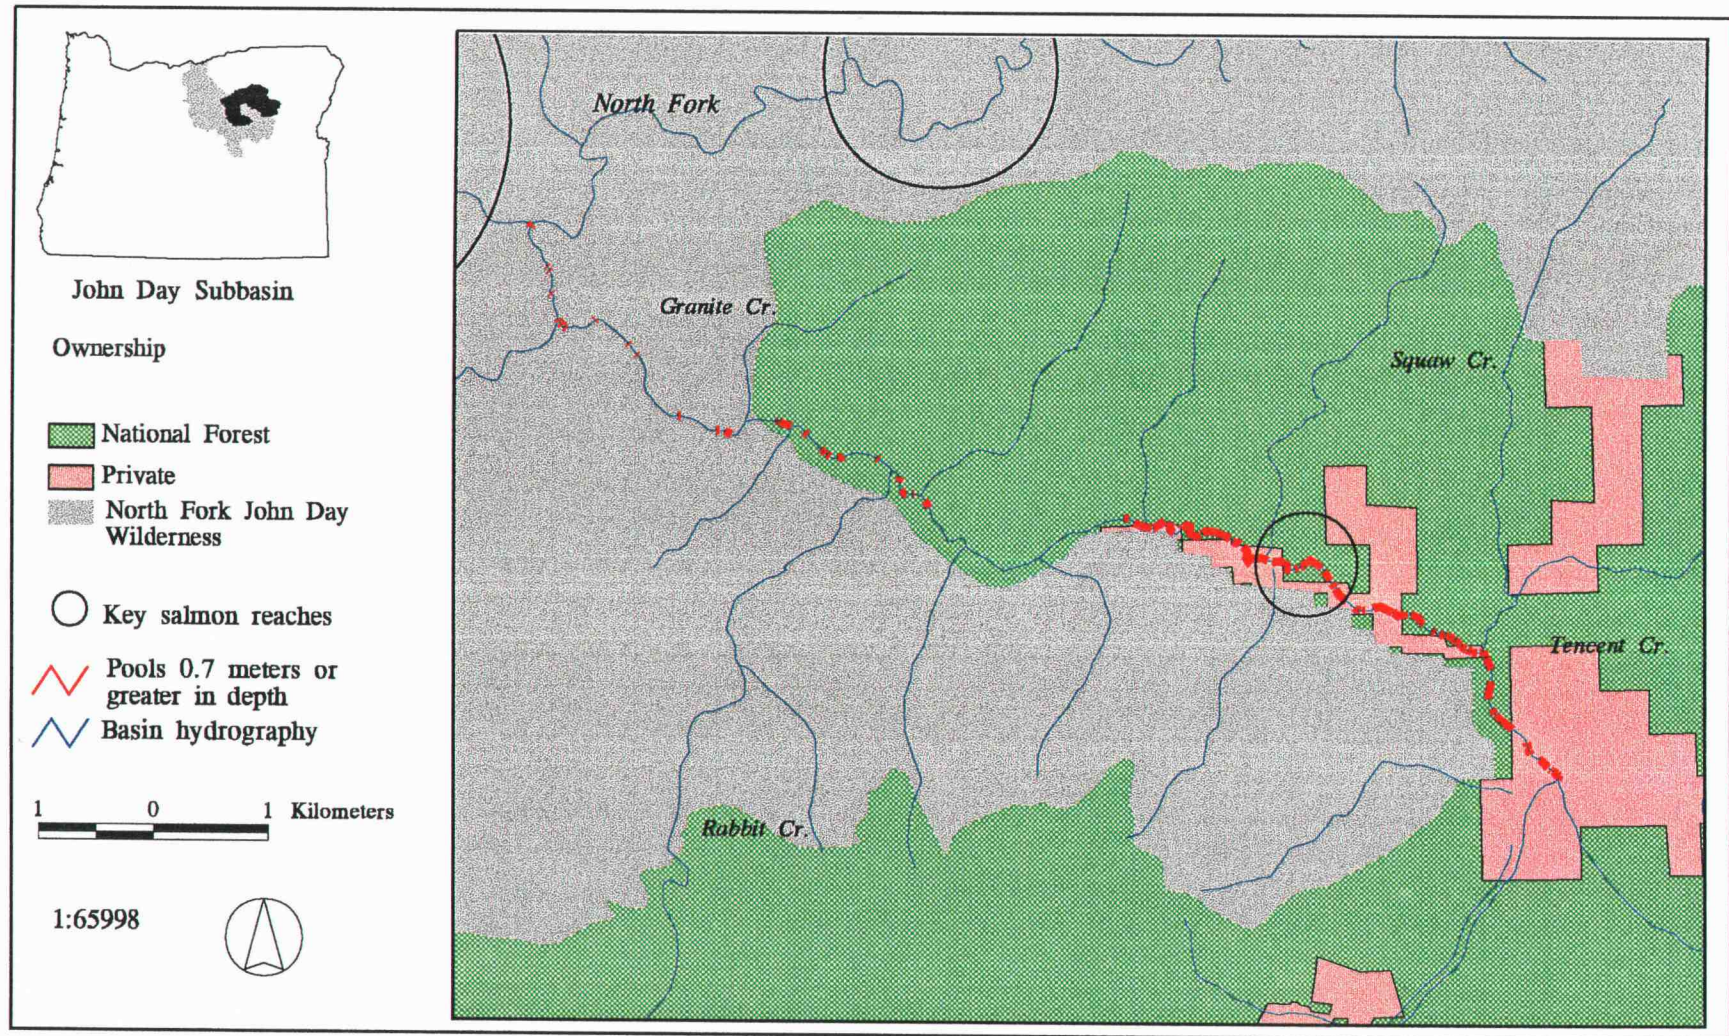 John Day Subbasin
Ownership
National Forest
Private
North Fork John Day
Wilderness
Key salmon reaches
Pools 0.7 meters or
greater in depth
Basin hydrography
1 0 1 Kilometers
1:65998
North Fork
Granite Cr.
Squaw Cr.
Tencent Cr.
Rabbit Cr.